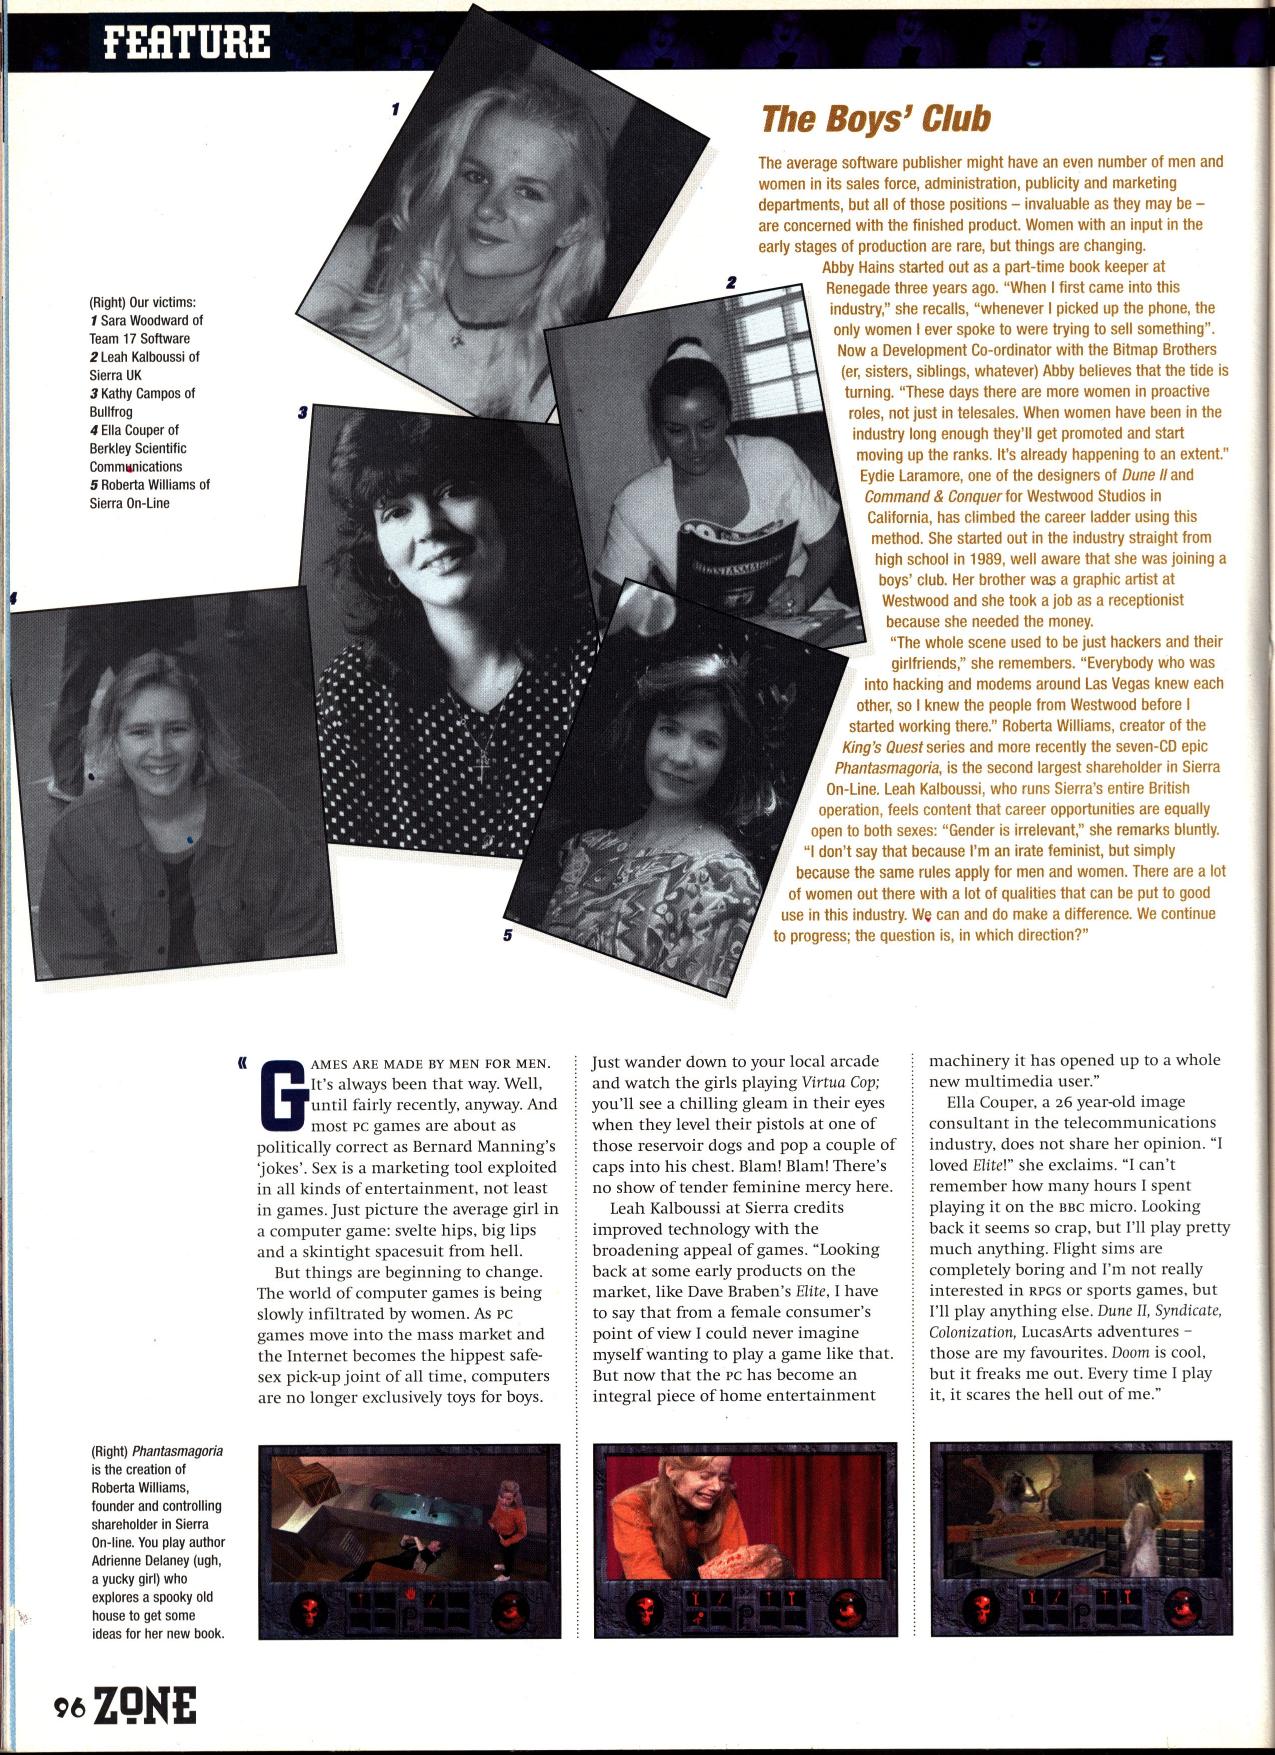 FEATURE
1
2
3
4
5
(Right) Our victims:
1 Sara Woodward of
Team 17 Software
2 Leah Kalboussi of
Sierra UK
3 Kathy Campos of
Bullfrog
4 Ella Couper of
Berkley Scientific
Communications
5 Roberta Williams of
Sierra On-Line
The Boys' Club
The average software publisher might have an even number of men and
women in its sales force, administration, publicity and marketing
departments, but all of those positions – invaluable as they may be –
are concerned with the finished product. Women with an input in the
early stages of production are rare, but things are changing.
Abby Hains started out as a part-time book keeper at
Renegade three years ago. “When I first came into this
industry,” she recalls, “whenever I picked up the phone, the
only women I ever spoke to were trying to sell something”.
Now a Development Co-ordinator with the Bitmap Brothers
(er, sisters, siblings, whatever) Abby believes that the tide is
turning. “These days there are more women in proactive
roles, not just in telesales. When women have been in the
industry long enough they'll get promoted and start
moving up the ranks. It's already happening to an extent.”
Eydie Laramore, one of the designers of Dune II and
Command & Conquer for Westwood Studios in
California, has climbed the career ladder using this
method. She started out in the industry straight from
high school in 1989, well aware that she was joining a
boys' club. Her brother was a graphic artist at
Westwood and she took a job as a receptionist
because she needed the money.
“The whole scene used to be just hackers and their
girlfriends,” she remembers. “Everybody who was
into hacking and modems around Las Vegas knew each
other, so I knew the people from Westwood before I
started working there.” Roberta Williams, creator of the
King's Quest series and more recently the seven-CD epic
Phantasmagoria, is the second largest shareholder in Sierra
On-Line. Leah Kalboussi, who runs Sierra's entire British
operation, feels content that career opportunities are equally
open to both sexes: “Gender is irrelevant,” she remarks bluntly.
“I don't say that because I'm an irate feminist, but simply
because the same rules apply for men and women. There are a lot
of women out there with a lot of qualities that can be put to good
use in this industry. We can and do make a difference. We continue
to progress; the question is, in which direction?”
PHANTASMAGORIA
“
GAMES ARE MADE BY MEN FOR MEN.
It's always been that way. Well,
until fairly recently, anyway. And
most PC games are about as
politically correct as Bernard Manning's
‘jokes’. Sex is a marketing tool exploited
in all kinds of entertainment, not least
in games. Just picture the average girl in
a computer game: svelte hips, big lips
and a skintight spacesuit from hell.
But things are beginning to change.
The world of computer games is being
slowly infiltrated by women. As PC
games move into the mass market and
the Internet becomes the hippest safe-
sex pick-up joint of all time, computers
are no longer exclusively toys for boys.
Just wander down to your local arcade
and watch the girls playing Virtua Cop;
you'll see a chilling gleam in their eyes
when they level their pistols at one of
those reservoir dogs and pop a couple of
caps into his chest. Blam! Blam! There's
no show of tender feminine mercy here.
Leah Kalboussi at Sierra credits
improved technology with the
broadening appeal of games. “Looking
back at some early products on the
market, like Dave Braben's Elite, I have
to say that from a female consumer's
point of view I could never imagine
myself wanting to play a game like that.
But now that the PC has become an
integral piece of home entertainment
machinery it has opened up to a whole
new multimedia user.”
Ella Couper, a 26 year-old image
consultant in the telecommunications
industry, does not share her opinion. “I
loved Elite!” she exclaims. “I can't
remember how many hours I spent
playing it on the BBC micro. Looking
back it seems so crap, but I'll play pretty
much anything. Flight sims are
completely boring and I'm not really
interested in RPGs or sports games, but
I'll play anything else. Dune II, Syndicate,
Colonization, LucasArts adventures –
those are my favourites. Doom is cool,
but it freaks me out. Every time I play
it, it scares the hell out of me.”
(Right) Phantasmagoria
is the creation of
Roberta Williams,
founder and controlling
shareholder in Sierra
On-line. You play author
Adrienne Delaney (ugh,
a yucky girl) who
explores a spooky old
house to get some
ideas for her new book.
96 ZONE